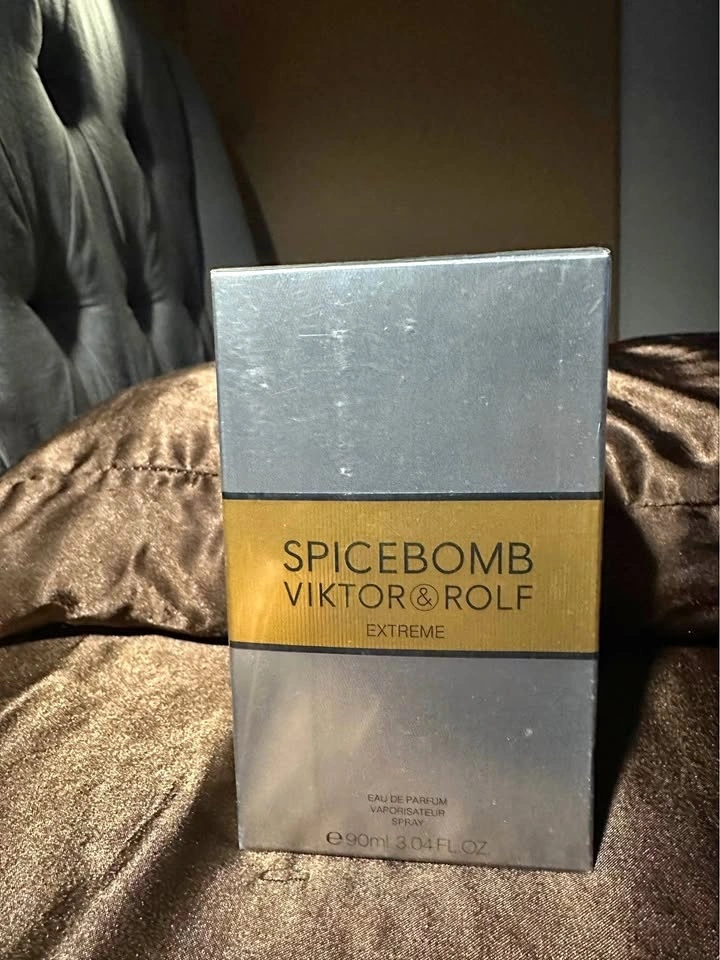 SPICEBOMB
VIKTOR&ROLF
EXTREME
EAU DE PARFUM
VAPORISATEUR
SPRAY
℮ 90ml 3.04 FL.OZ.